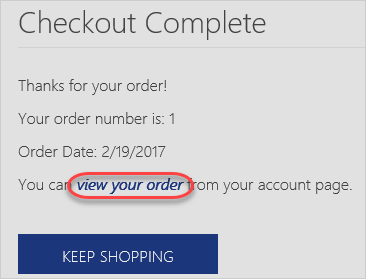 Checkout Complete
Thanks for your order!
Your order number is: 1
Order Date: 2/19/2017
You can view your order from your account page.
KEEP SHOPPING